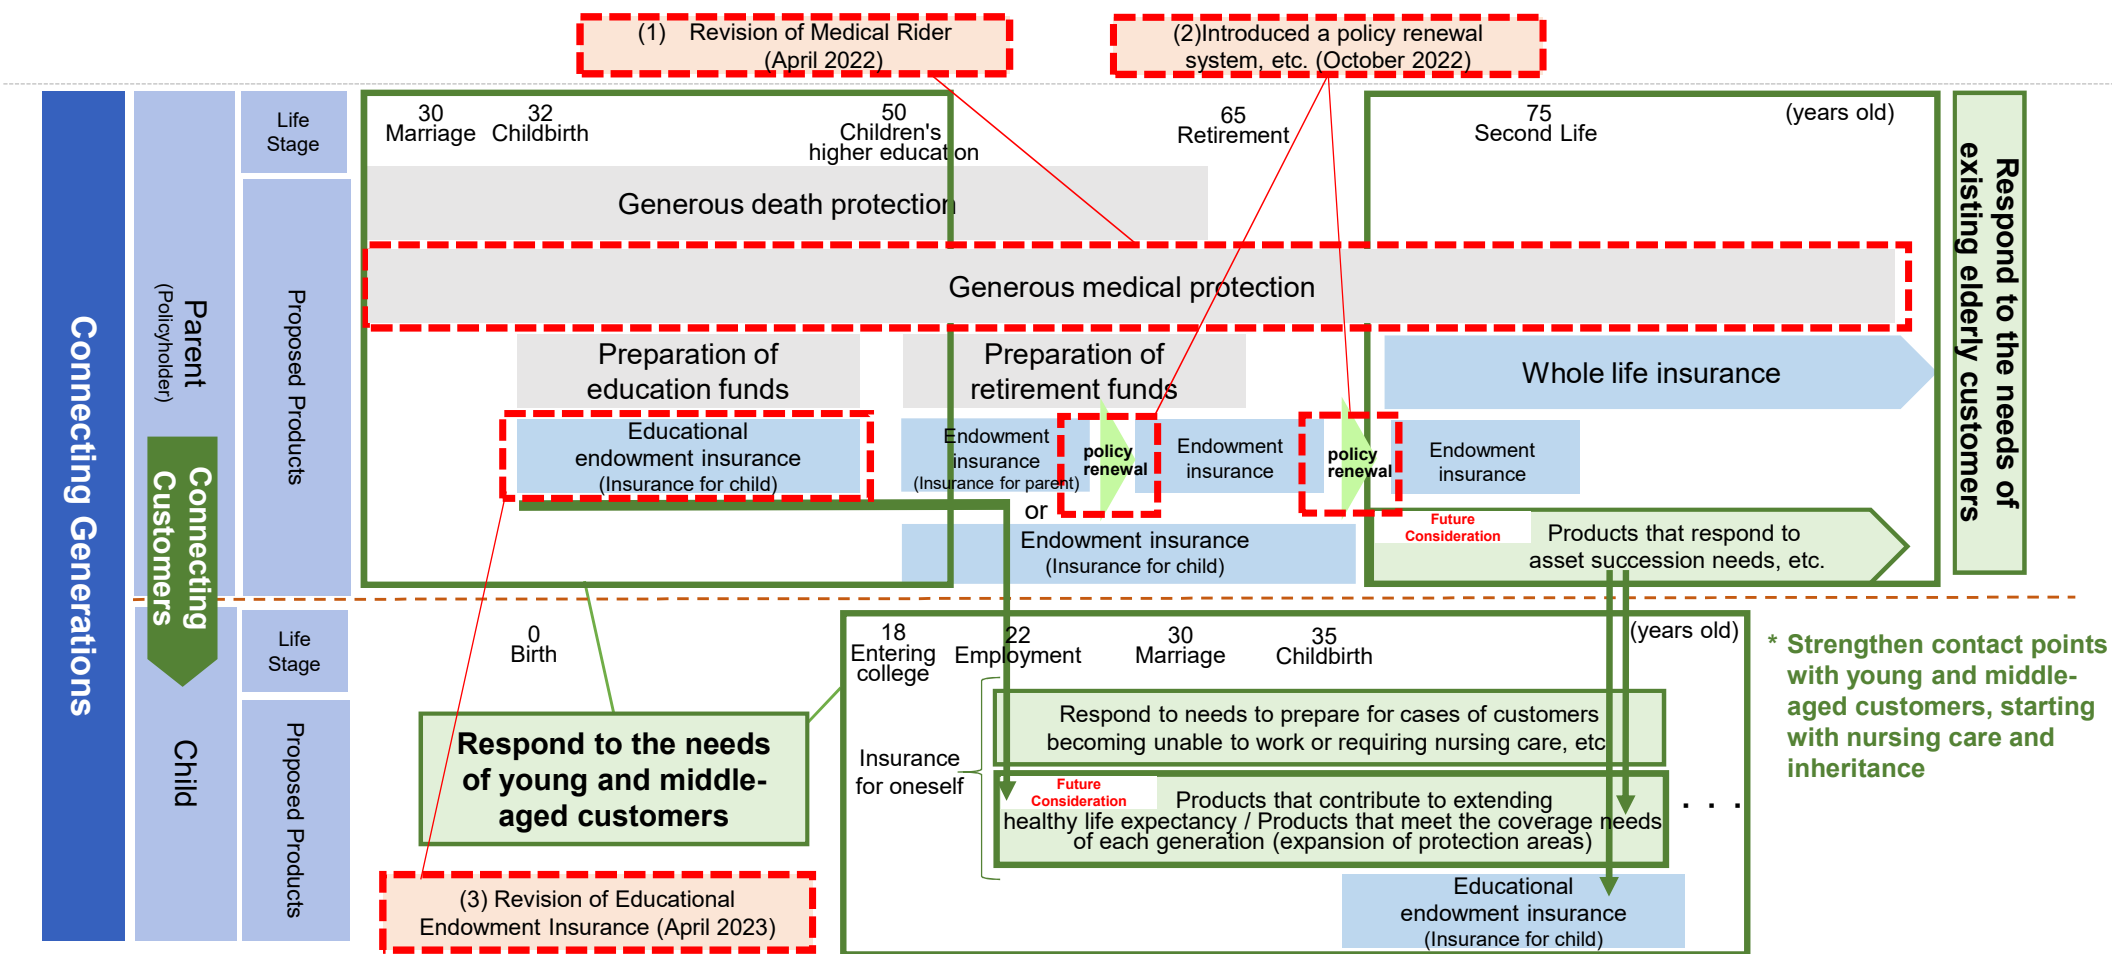 (1) Revision of Medical Rider
(April 2022)
(2)Introduced a policy renewal
system, etc. (October 2022)
Connecting Generations
Parent
(Policyholder)
Connecting
Customers
Life
Stage
30
Marriage
32
Childbirth
50
Children's
higher education
65
Retirement
75
Second Life
(years old)
Proposed Products
Generous death protection
Generous medical protection
Preparation of
education funds
Preparation of
retirement funds
Whole life insurance
Educational
endowment insurance
(Insurance for child)
Endowment
insurance
(Insurance for parent)
policy
renewal
Endowment
insurance
policy
renewal
Endowment
insurance
or
Endowment insurance
(Insurance for child)
Future
Consideration
Products that respond to
asset succession needs, etc.
Respond to the needs of
existing elderly customers
Child
Life
Stage
0
Birth
18
Entering
college
22
Employment
30
Marriage
35
Childbirth
(years old)
Proposed Products
Respond to the needs
of young and middle-
aged customers
Insurance
for oneself
Respond to needs to prepare for cases of customers
becoming unable to work or requiring nursing care, etc
Future
Consideration
Products that contribute to extending
healthy life expectancy / Products that meet the coverage needs
of each generation (expansion of protection areas)
. . .
Educational
endowment insurance
(Insurance for child)
* Strengthen contact points
with young and middle-
aged customers, starting
with nursing care and
inheritance
(3) Revision of Educational
Endowment Insurance (April 2023)